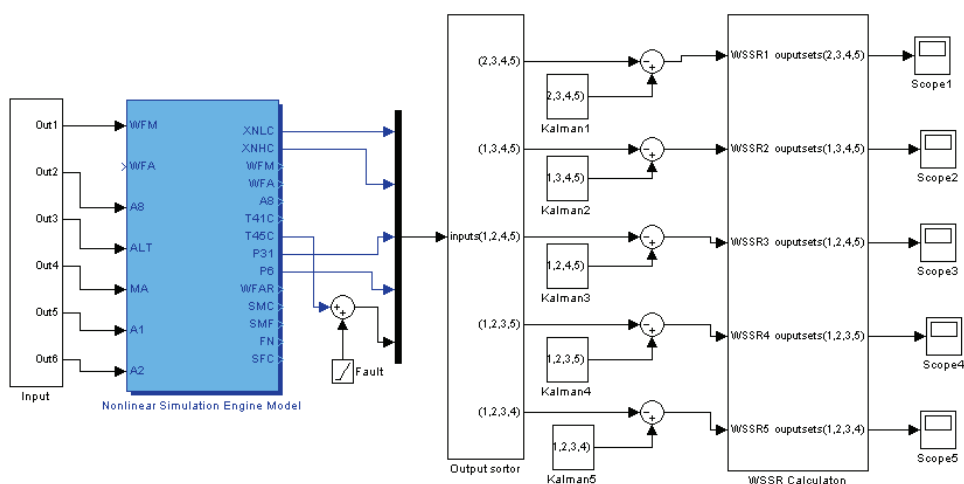 Out1
Out2
Out3
Out4
Out5
Out6
Input
WFM
WFA
A8
ALT
MA
A1
A2
XNLC
XNHC
WFM
WFA
A8
T41C
T45C
P31
P6
WFAR
SMC
SMF
FN
SFC
Nonlinear Simulation Engine Model
+
+
Fault
inputs(1,2,4,5)
(2,3,4,5)
(1,3,4,5)
(1,2,3,5)
(1,2,3,4)
Output sortor
2,3,4,5)
Kalman1
1,3,4,5)
Kalman2
1,2,4,5)
Kalman3
1,2,3,5)
Kalman4
1,2,3,4)
Kalman5
WSSR1 ouputsets(2,3,4,5)
WSSR2 ouputsets(1,3,4,5)
WSSR3 ouputsets(1,2,4,5)
WSSR4 ouputsets(1,2,3,5)
WSSR5 ouputsets(1,2,3,4)
WSSR Calculaton
Scope1
Scope2
Scope3
Scope4
Scope5